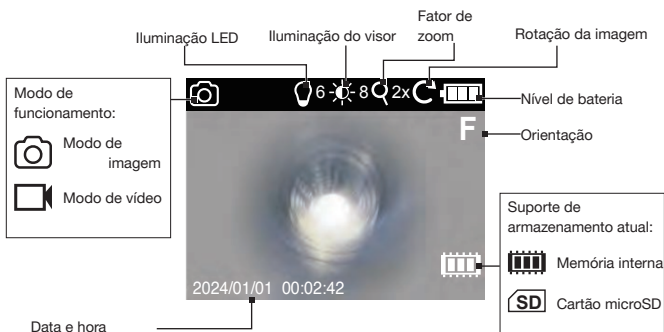 Fator de
zoom
Iluminação LED
Iluminação do visor
Rotação da imagem
Modo de
funcionamento:
Modo de
imagem
Modo de vídeo
6 8 2x
Nível de bateria
F
Orientação
Suporte de
armazenamento atual:
Memória interna
SD Cartão microSD
2024/01/01 00:02:42
Data e hora